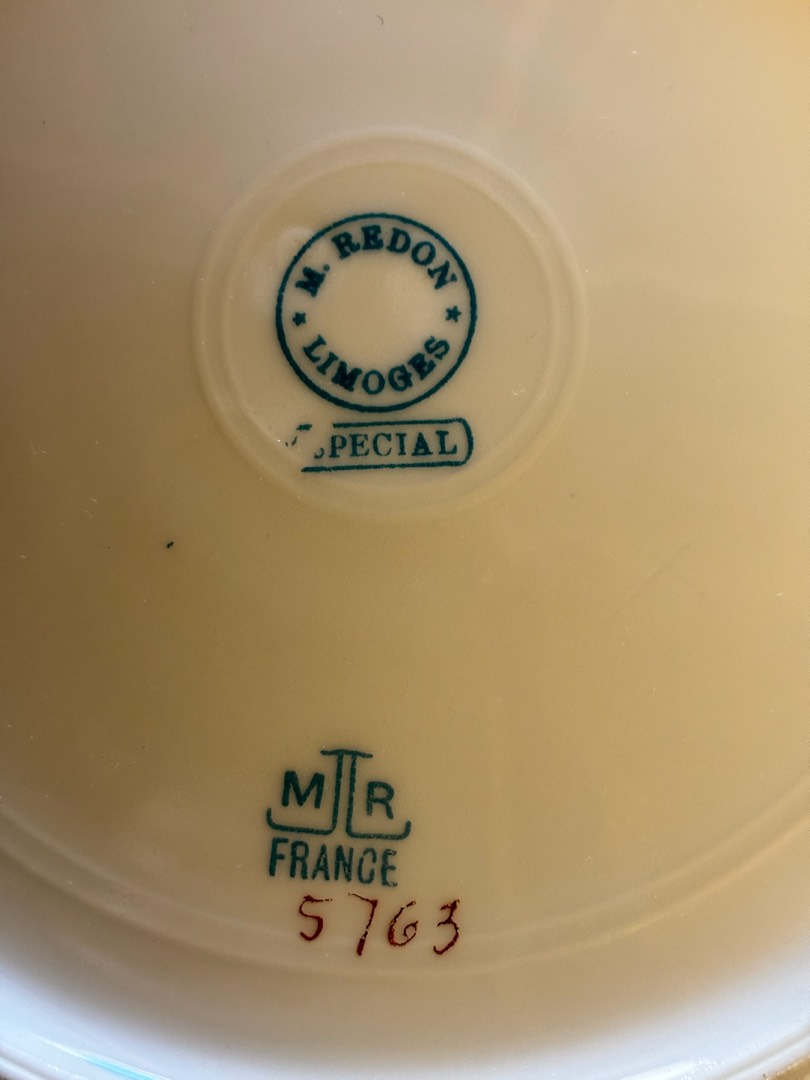 M. REDON
★ ★
LIMOGES
SPECIAL
M R
FRANCE
5763